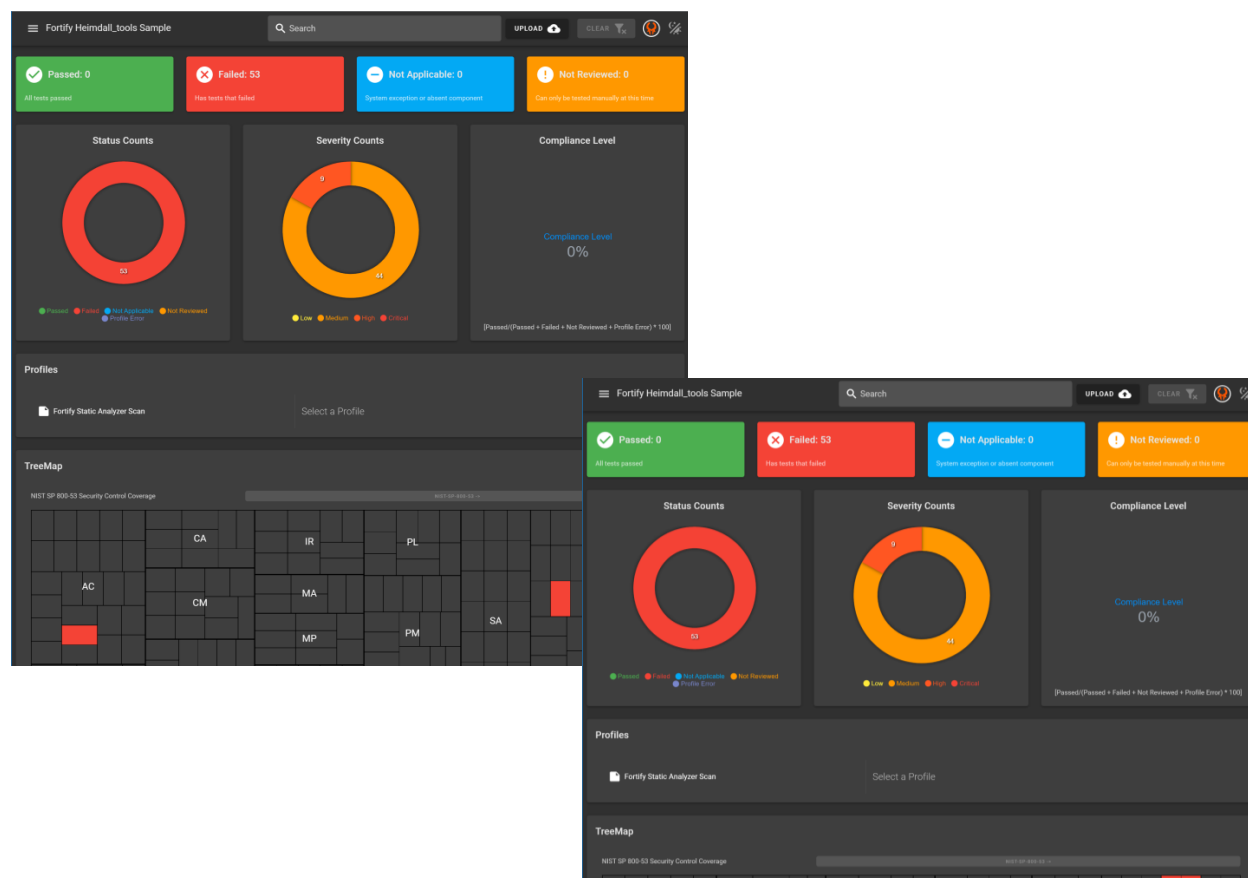 Fortify Heimdall_tools Sample
Search
UPLOAD
CLEAR
Passed: 0
All tests passed
Failed: 53
Has tests that failed
Not Applicable: 0
System exception or absent component
Not Reviewed: 0
Can only be tested manually at this time
Status Counts
53
Passed Failed Not Applicable Not Reviewed
Profile Error
Severity Counts
9
44
Low Medium High Critical
Compliance Level
Compliance Level
0%
[Passed/(Passed + Failed + Not Reviewed + Profile Error) * 100]
Profiles
Fortify Static Analyzer Scan
Select a Profile
TreeMap
NIST SP 800-53 Security Control Coverage
NIST-SP-800-53 ->
CA
IR
PL
AC
CM
MA
MP
PM
SA
Fortify Heimdall_tools Sample
Search
UPLOAD
CLEAR
Passed: 0
All tests passed
Failed: 53
Has tests that failed
Not Applicable: 0
System exception or absent component
Not Reviewed: 0
Can only be tested manually at this time
Status Counts
53
Passed Failed Not Applicable Not Reviewed
Profile Error
Severity Counts
9
44
Low Medium High Critical
Compliance Level
Compliance Level
0%
[Passed/(Passed + Failed + Not Reviewed + Profile Error) * 100]
Profiles
Fortify Static Analyzer Scan
Select a Profile
TreeMap
NIST SP 800-53 Security Control Coverage
NIST-SP-800-53 ->